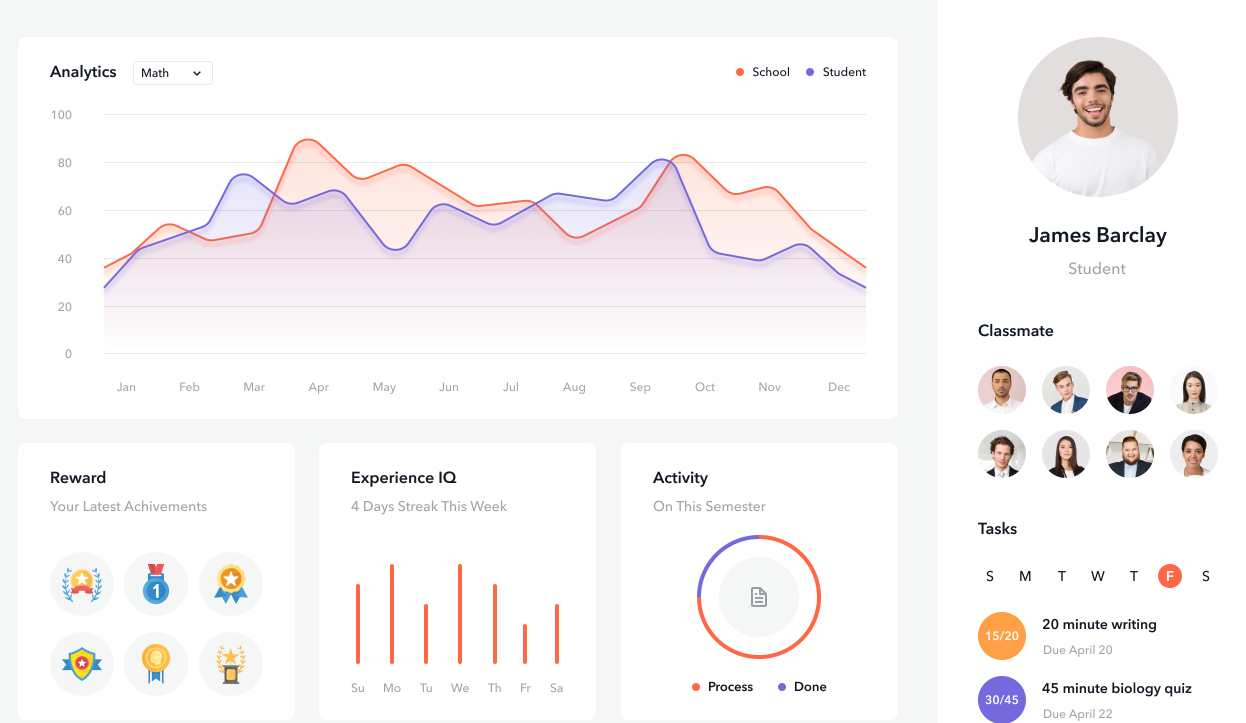 Analytics Math School Student
100
80
60
40
20
0
Jan Feb Mar Apr May Jun Jul Aug Sep Oct Nov Dec
Reward
Your Latest Achivements
1
Experience IQ
4 Days Streak This Week
Su Mo Tu We Th Fr Sa
Activity
On This Semester
Process Done
James Barclay
Student
Classmate
Tasks
S M T W T F S
15/20
20 minute writing
Due April 20
30/45
45 minute biology quiz
Due April 22